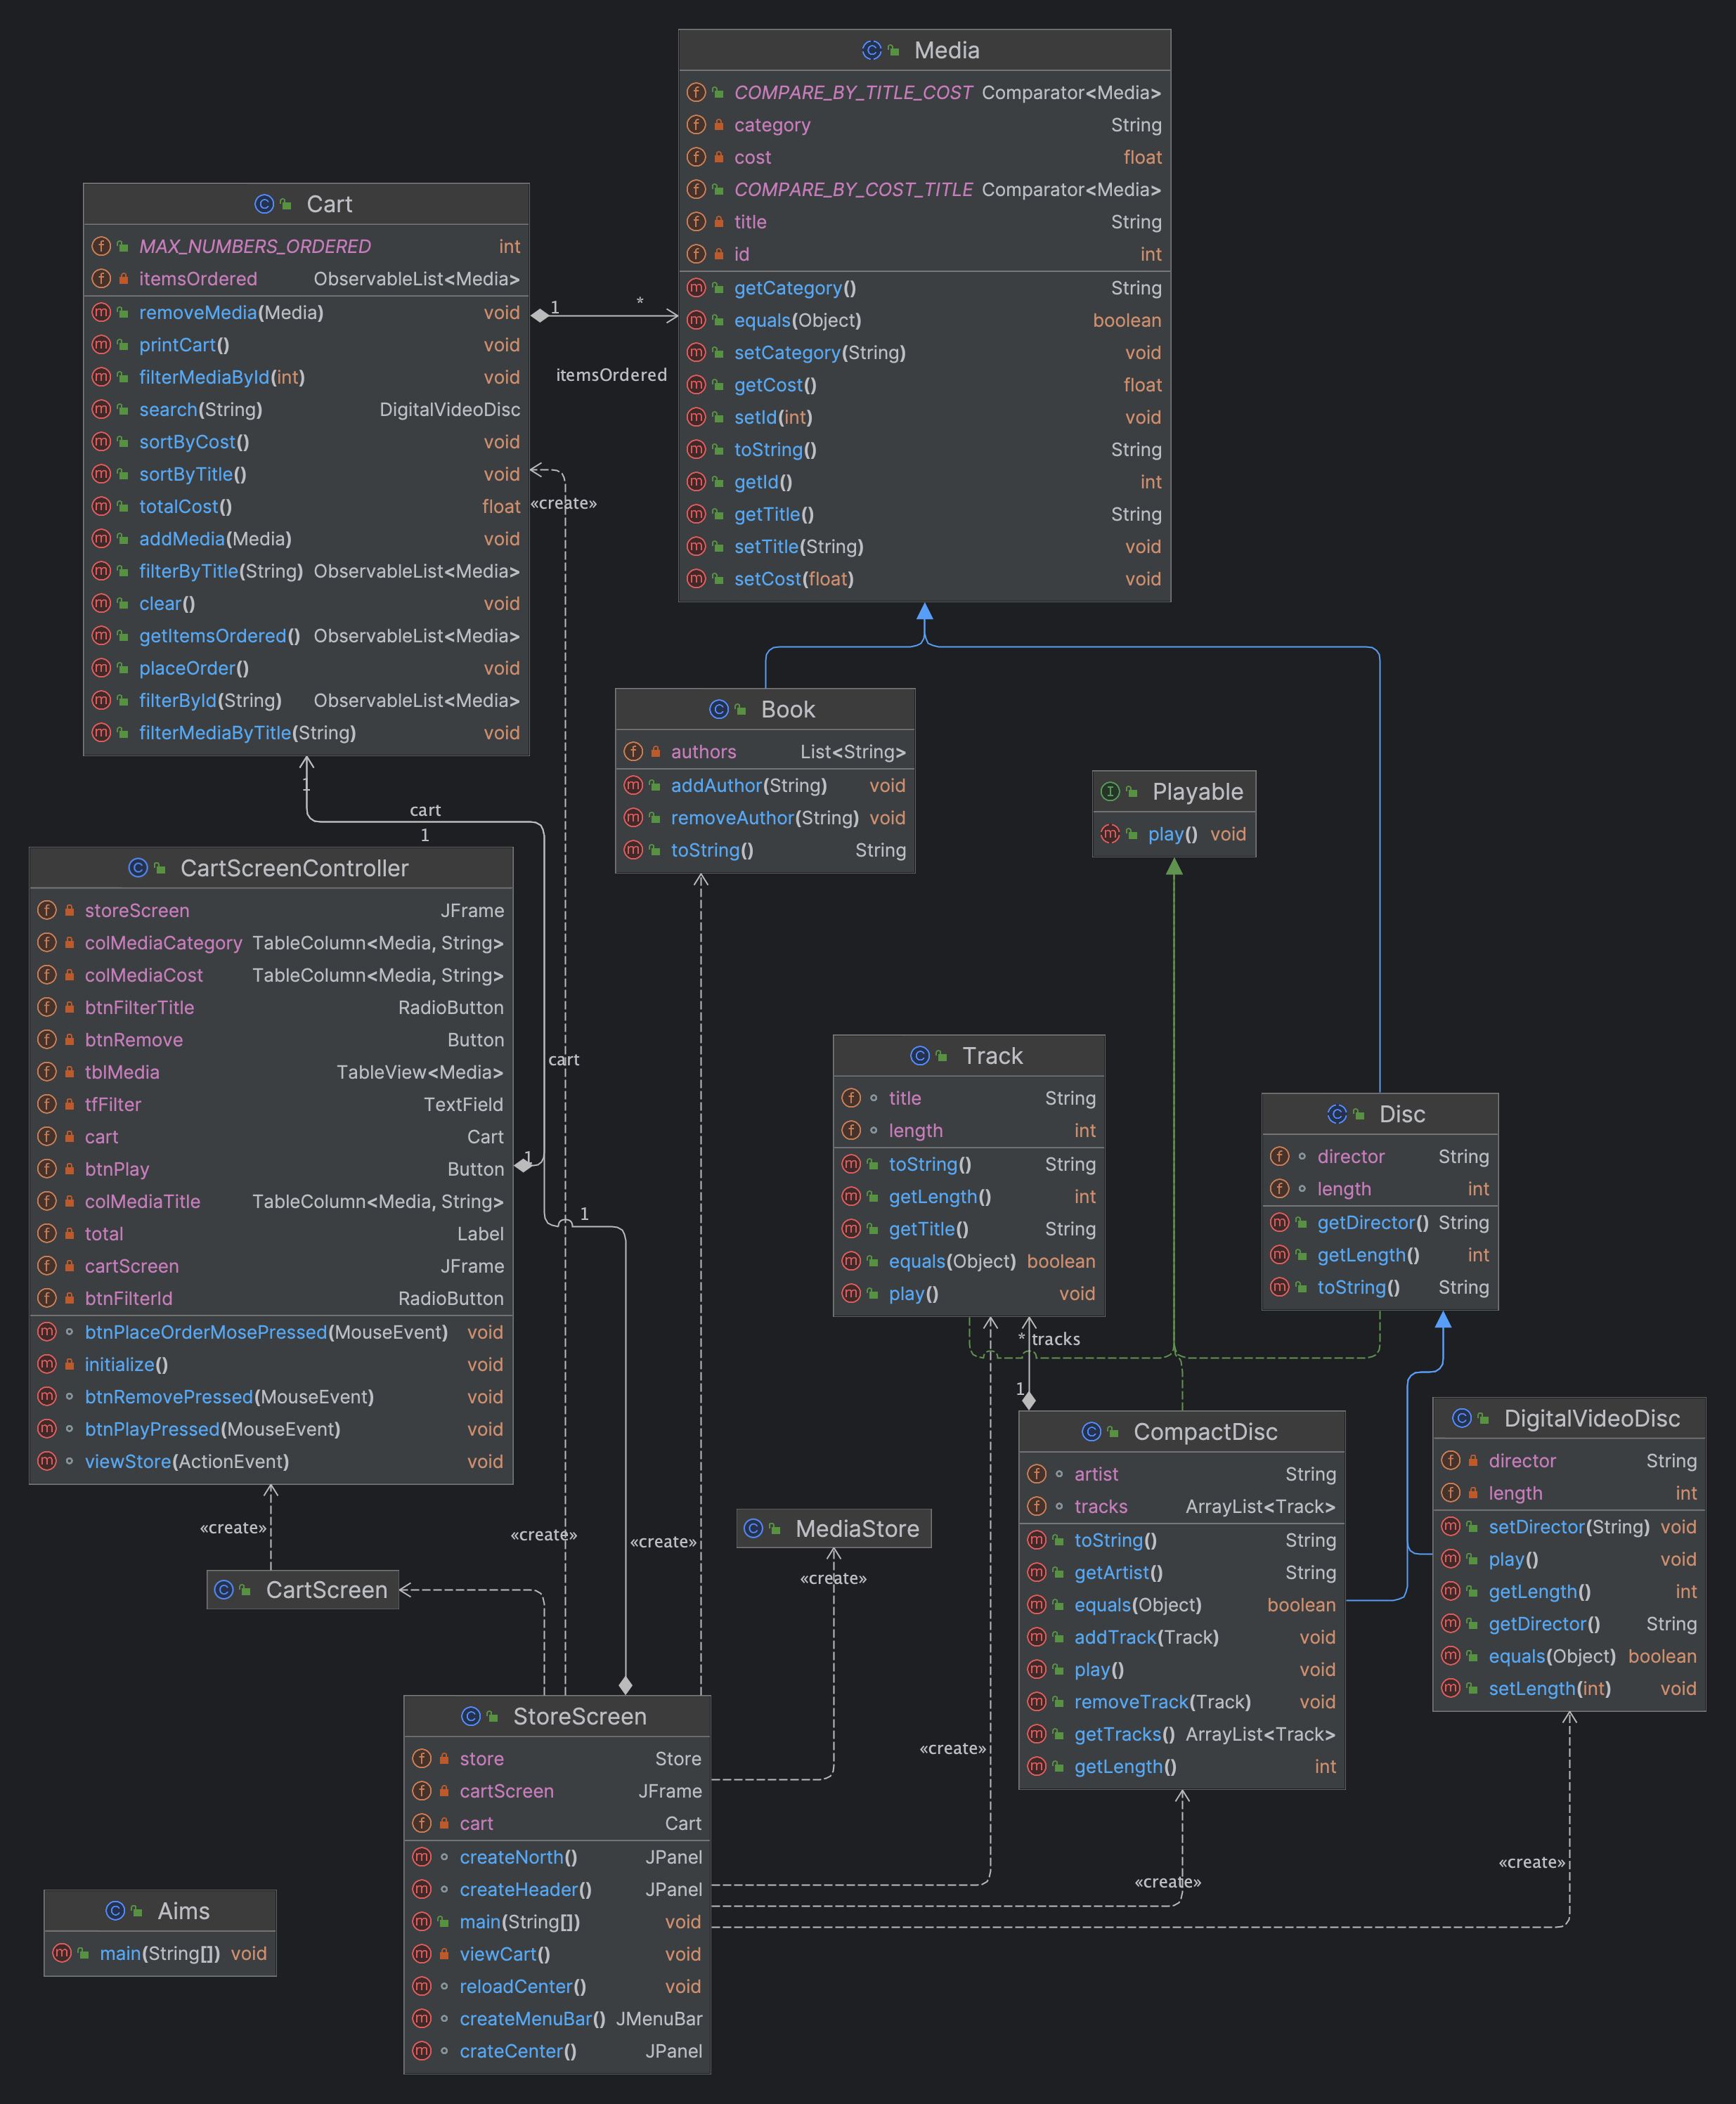 Media
COMPARE_BY_TITLE_COST Comparator<Media>
category String
cost float
COMPARE_BY_COST_TITLE Comparator<Media>
title String
id int
getCategory() String
equals(Object) boolean
setCategory(String) void
getCost() float
setId(int) void
toString() String
getId() int
getTitle() String
setTitle(String) void
setCost(float) void
Cart
MAX_NUMBERS_ORDERED int
itemsOrdered ObservableList<Media>
removeMedia(Media) void
printCart() void
filterMediaById(int) void
search(String) DigitalVideoDisc
sortByCost() void
sortByTitle() void
totalCost() float
addMedia(Media) void
filterByTitle(String) ObservableList<Media>
clear() void
getItemsOrdered() ObservableList<Media>
placeOrder() void
filterById(String) ObservableList<Media>
filterMediaByTitle(String) void
1 *
itemsOrdered
«create»
Book
authors List<String>
addAuthor(String) void
removeAuthor(String) void
toString() String
Playable
play() void
1
cart
1
CartScreenController
storeScreen JFrame
colMediaCategory TableColumn<Media, String>
colMediaCost TableColumn<Media, String>
btnFilterTitle RadioButton
btnRemove Button
tblMedia TableView<Media>
tfFilter TextField
cart Cart
btnPlay Button
colMediaTitle TableColumn<Media, String>
total Label
cartScreen JFrame
btnFilterId RadioButton
btnPlaceOrderMosePressed(MouseEvent) void
initialize() void
btnRemovePressed(MouseEvent) void
btnPlayPressed(MouseEvent) void
viewStore(ActionEvent) void
cart
1
1
Track
title String
length int
toString() String
getLength() int
getTitle() String
equals(Object) boolean
play() void
Disc
director String
length int
getDirector() String
getLength() int
toString() String
* tracks
1
CompactDisc
artist String
tracks ArrayList<Track>
toString() String
getArtist() String
equals(Object) boolean
addTrack(Track) void
play() void
removeTrack(Track) void
getTracks() ArrayList<Track>
getLength() int
DigitalVideoDisc
director String
length int
setDirector(String) void
play() void
getLength() int
getDirector() String
equals(Object) boolean
setLength(int) void
«create»
«create»
«create»
MediaStore
«create»
CartScreen
StoreScreen
store Store
cartScreen JFrame
cart Cart
createNorth() JPanel
createHeader() JPanel
main(String[]) void
viewCart() void
reloadCenter() void
createMenuBar() JMenuBar
crateCenter() JPanel
«create»
«create»
«create»
Aims
main(String[]) void